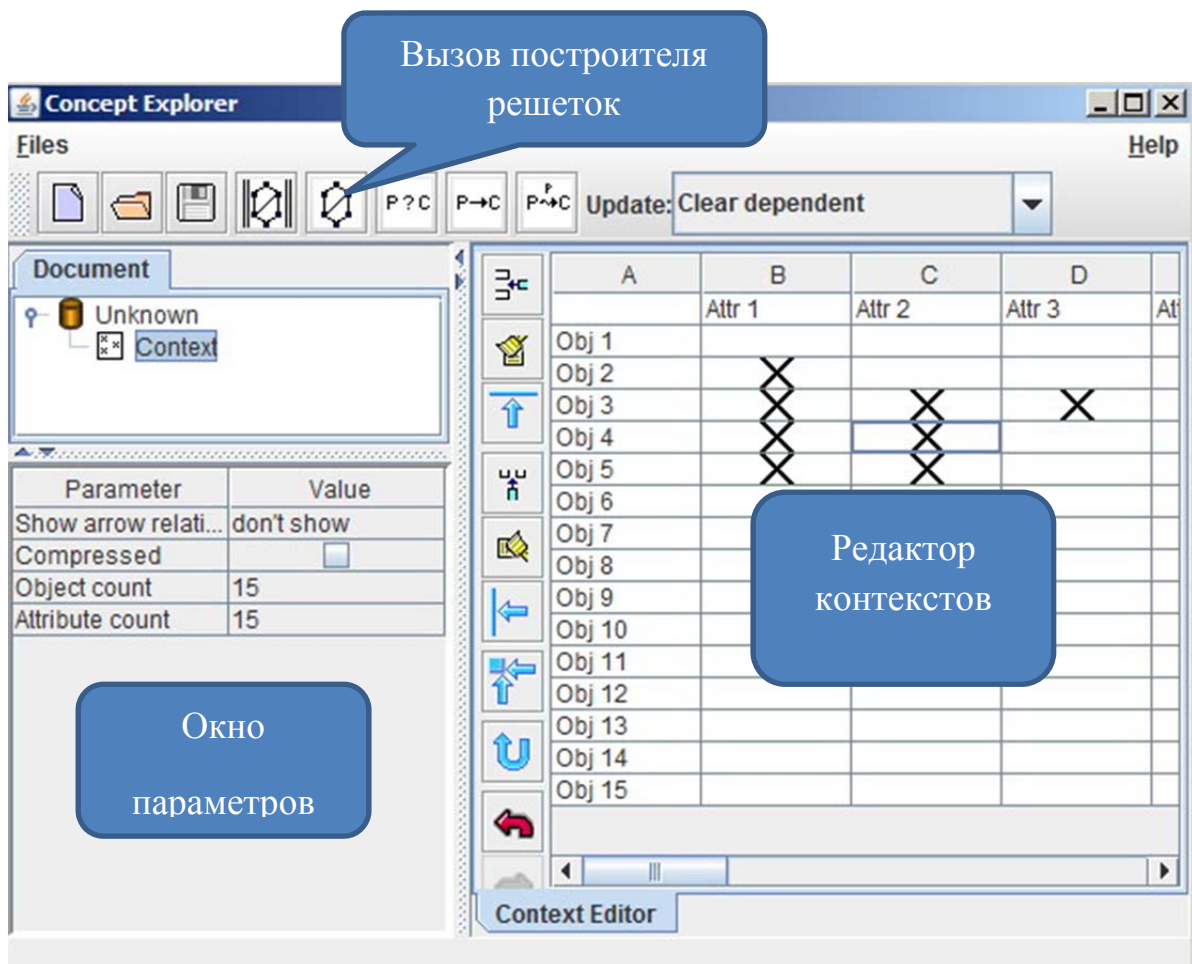 Вызов построителя
решеток
Concept Explorer
Files
Help
P?C
P→C
P
P↝C
Update:
Clear dependent
Document
Unknown
Context
Parameter Value
Show arrow relati... don't show
Compressed
Object count 15
Attribute count 15
Окно
параметров
A B C D
Attr 1 Attr 2 Attr 3 At
Obj 1
Obj 2
Obj 3
Obj 4
Obj 5
Obj 6
Obj 7
Obj 8
Obj 9
Obj 10
Obj 11
Obj 12
Obj 13
Obj 14
Obj 15
Редактор
контекстов
Context Editor